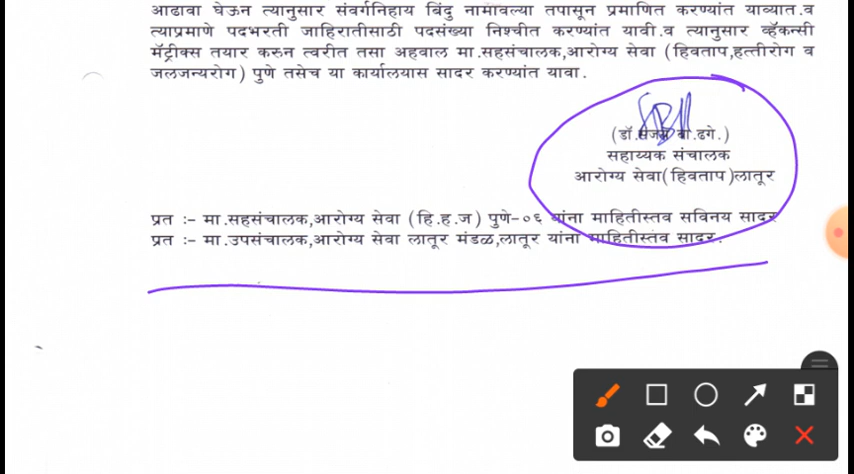 आढावा घेऊन त्यानुसार संवर्गनिहाय बिंदु नामावल्या तपासून प्रमाणित करण्यांत याव्यात.व
त्याप्रमाणे पदभरती जाहिरातीसाठी पदसंख्या निश्चीत करण्यांत यावी.व त्यानुसार व्हॅकन्सी
मॅट्रीक्स तयार करुन त्वरीत तसा अहवाल मा.सहसंचालक,आरोग्य सेवा (हिवताप,हत्तीरोग व
जलजन्यरोग) पुणे तसेच या कार्यालयास सादर करण्यांत यावा.
(डॉ. ढगे.)
सहाय्यक संचालक
आरोग्य सेवा(हिवताप)लातूर
प्रत :- मा.सहसंचालक,आरोग्य सेवा (हि.ह.ज) पुणे-०६ यांना माहितीस्तव सविनय सादर
प्रत :- मा.उपसंचालक,आरोग्य सेवा लातूर मंडळ,लातूर यांना माहितीस्तव सादर.